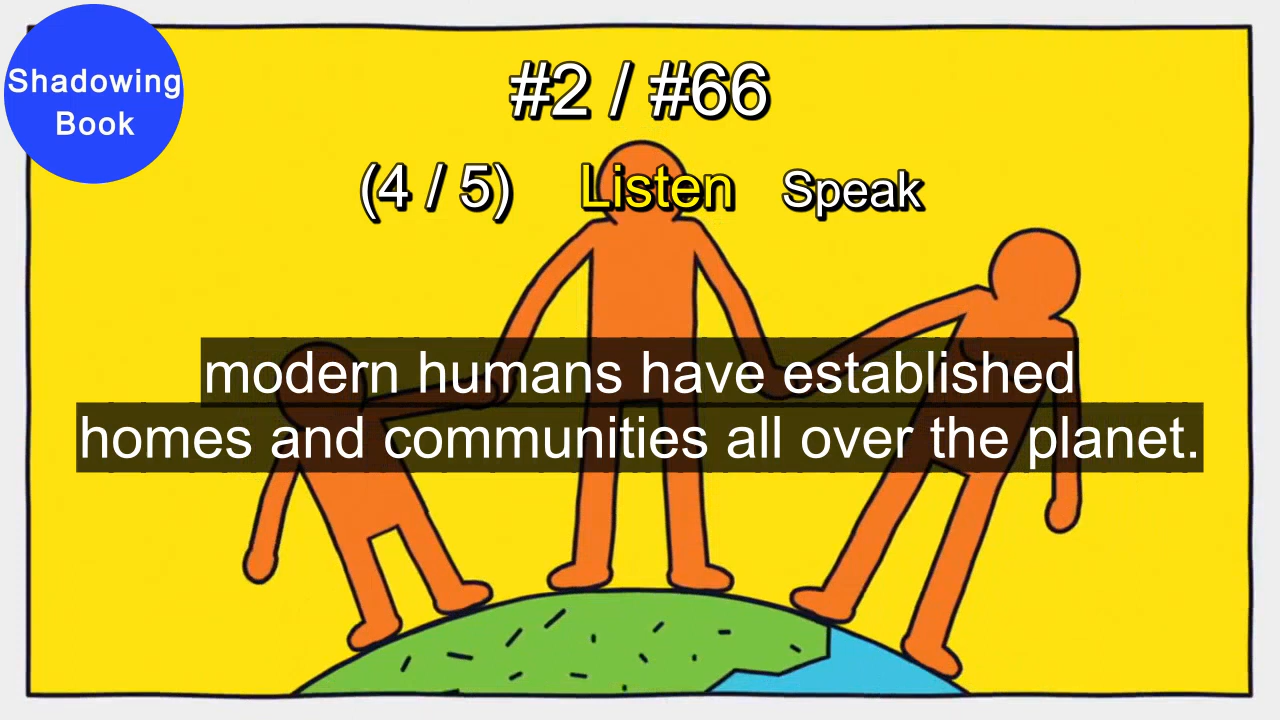 Shadowing
Book
#2 / #66
(4 / 5) Listen Speak
modern humans have established
homes and communities all over the planet.